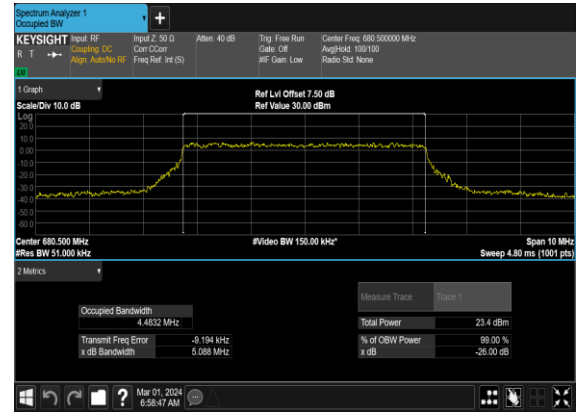 Spectrum Analyzer 1
Occupied BW
+
KEYSIGHT Input: RF Input Z: 50 Ω Atten: 40 dB Trig: Free Run Center Freq: 680.500000 MHz
R T Coupling: DC Corr CCorr Gate: Off Avg|Hold: 100/100
Align: Auto/No RF Freq Ref: Int (S) #IF Gain: Low Radio Std: None
LNI
1 Graph Ref Lvl Offset 7.50 dB
Scale/Div 10.0 dB Ref Value 30.00 dBm
Log
20.0
10.0
0.00
-10.0
-20.0
-30.0
-40.0
-50.0
-60.0
Center 680.500 MHz #Video BW 150.00 kHz* Span 10 MHz
#Res BW 51.000 kHz Sweep 4.80 ms (1001 pts)
2 Metrics
Measure Trace Trace 1
Occupied Bandwidth
4.4832 MHz Total Power 23.4 dBm
Transmit Freq Error -9.194 kHz % of OBW Power 99.00 %
x dB Bandwidth 5.088 MHz x dB -26.00 dB
? Mar 01, 2024
6:58:47 AM